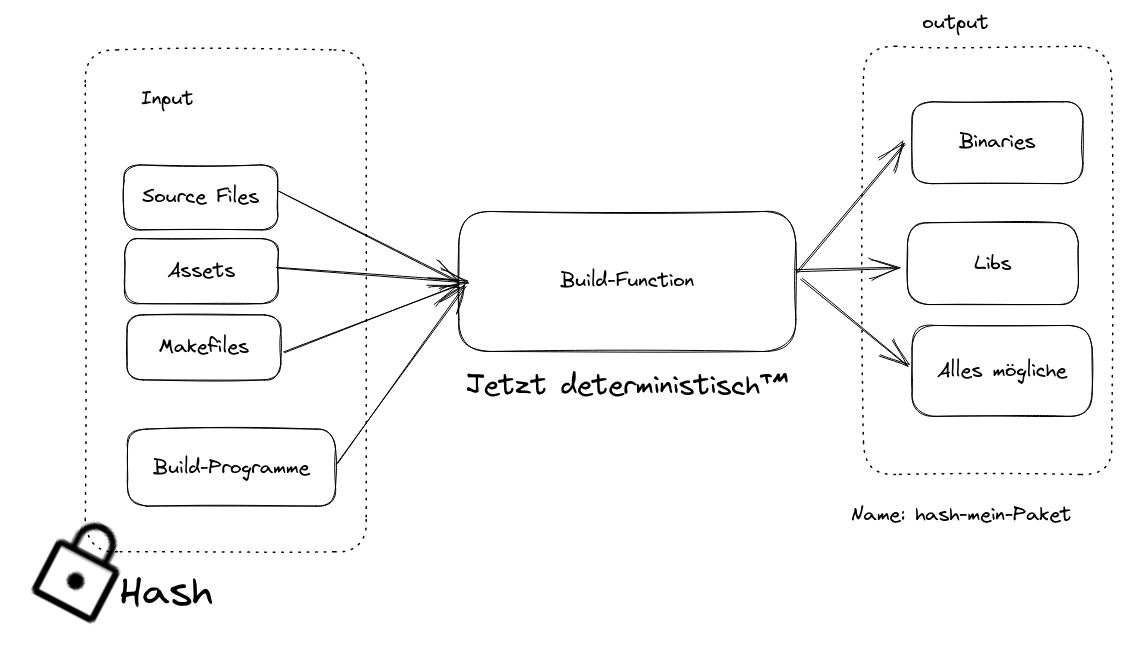 output
Input
Source Files
Assets
Makefiles
Build-Programme
Hash
Build-Function
Jetzt deterministisch™
Binaries
Libs
Alles mögliche
Name: hash-mein-Paket